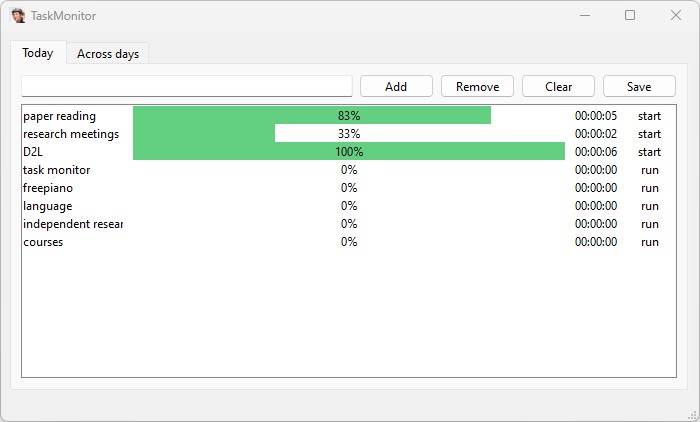 TaskMonitor
Today Across days
Add Remove Clear Save
paper reading 83% 00:00:05 start
research meetings 33% 00:00:02 start
D2L 100% 00:00:06 start
task monitor 0% 00:00:00 run
freepiano 0% 00:00:00 run
language 0% 00:00:00 run
independent resear 0% 00:00:00 run
courses 0% 00:00:00 run